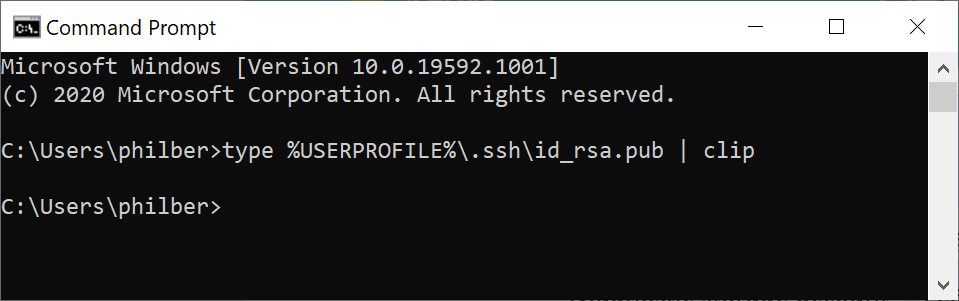 Command Prompt
Microsoft Windows [Version 10.0.19592.1001]
(c) 2020 Microsoft Corporation. All rights reserved.
C:\Users\philber>type %USERPROFILE%\.ssh\id_rsa.pub | clip
C:\Users\philber>